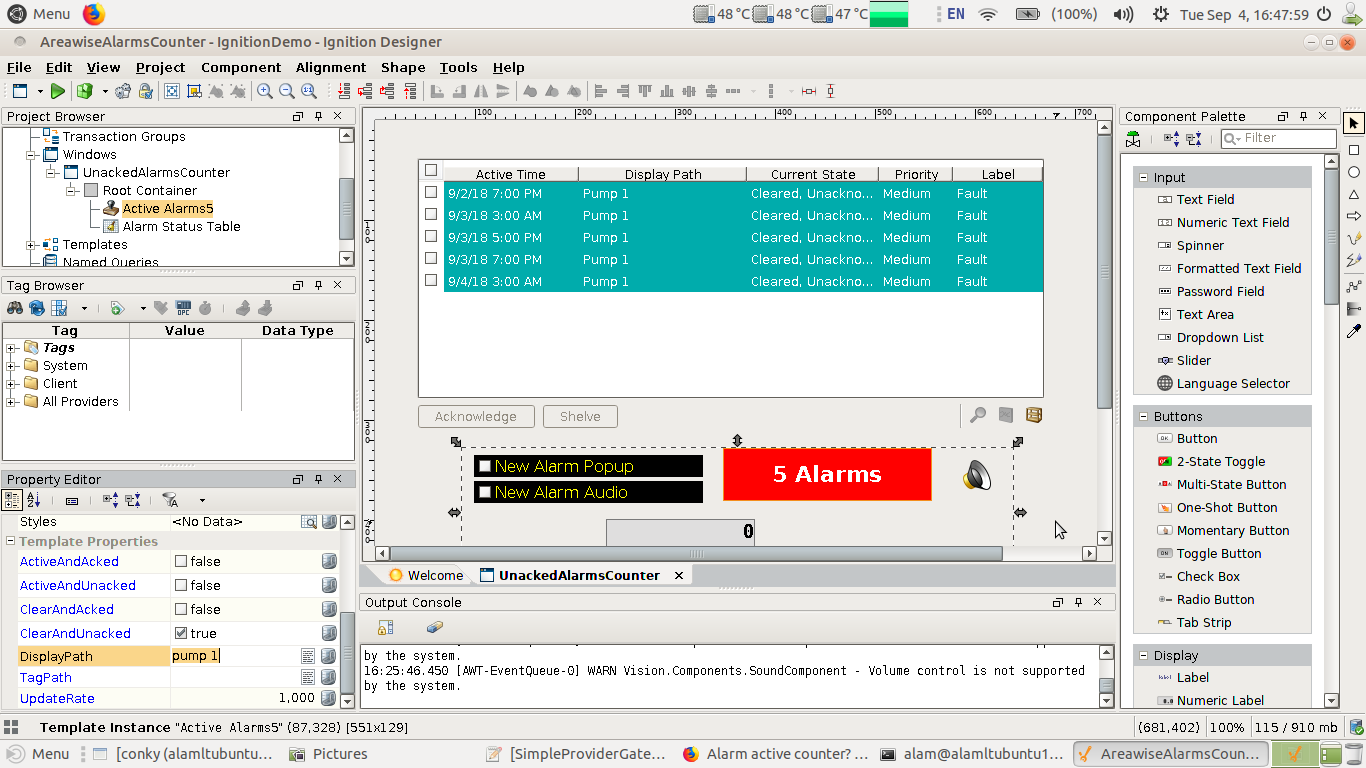 Menu 48 °C 48 °C 47 °C EN (100%) Tue Sep 4, 16:47:59
AreawiseAlarmsCounter - IgnitionDemo - Ignition Designer
File Edit View Project Component Alignment Shape Tools Help
Project Browser
Transaction Groups
Windows
UnackedAlarmsCounter
Root Container
Active Alarms5
Alarm Status Table
Templates
Named Queries
Tag Browser
Tag Value Data Type
Tags
System
Client
All Providers
Property Editor
Styles <No Data>
Template Properties
ActiveAndAcked false
ActiveAndUnacked false
ClearAndAcked false
ClearAndUnacked true
DisplayPath pump 1
TagPath
UpdateRate 1,000
100 200 300 400 500 600 700
100
200
300
Active Time Display Path Current State Priority Label
9/2/18 7:00 PM Pump 1 Cleared, Unackno... Medium Fault
9/3/18 3:00 AM Pump 1 Cleared, Unackno... Medium Fault
9/3/18 5:00 PM Pump 1 Cleared, Unackno... Medium Fault
9/3/18 7:00 PM Pump 1 Cleared, Unackno... Medium Fault
9/4/18 3:00 AM Pump 1 Cleared, Unackno... Medium Fault
Acknowledge Shelve
New Alarm Popup
New Alarm Audio
5 Alarms
0
Welcome UnackedAlarmsCounter
Output Console
by the system.
16:25:46.450 [AWT-EventQueue-0] WARN Vision.Components.SoundComponent - Volume control is not supported
by the system.
Component Palette
Filter
Input
Text Field
Numeric Text Field
Spinner
Formatted Text Field
Password Field
Text Area
Dropdown List
Slider
Language Selector
Buttons
Button
2-State Toggle
Multi-State Button
One-Shot Button
Momentary Button
Toggle Button
Check Box
Radio Button
Tab Strip
Display
Label
Numeric Label
Template Instance "Active Alarms5" (87,328) [551x129] (681,402) 100% 115 / 910 mb
Menu [conky (alamltubuntu... Pictures [SimpleProviderGate... Alarm active counter? ... alam@alamltubuntu1... AreawiseAlarmsCoun...